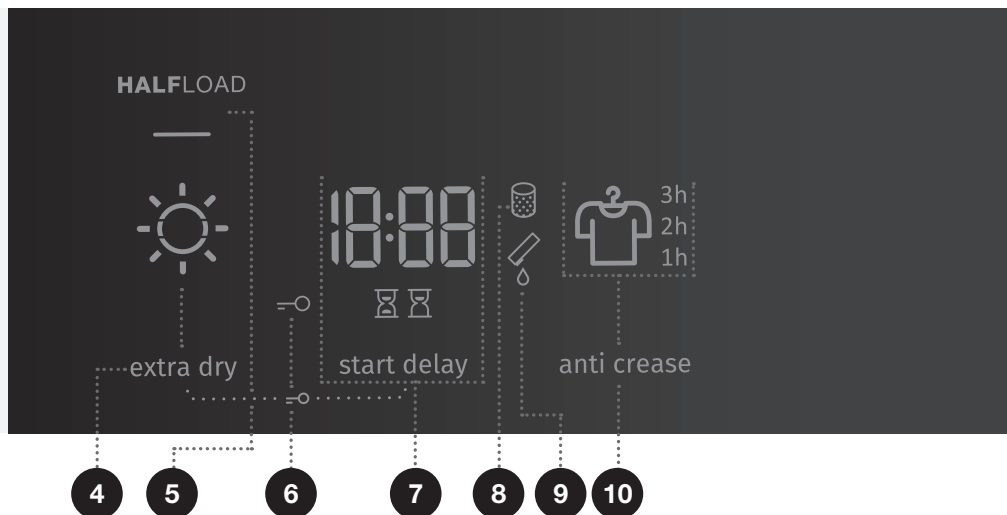 HALFLOAD
18:88
3h
2h
1h
extra dry
start delay
anti crease
4
5
6
7
8
9
10